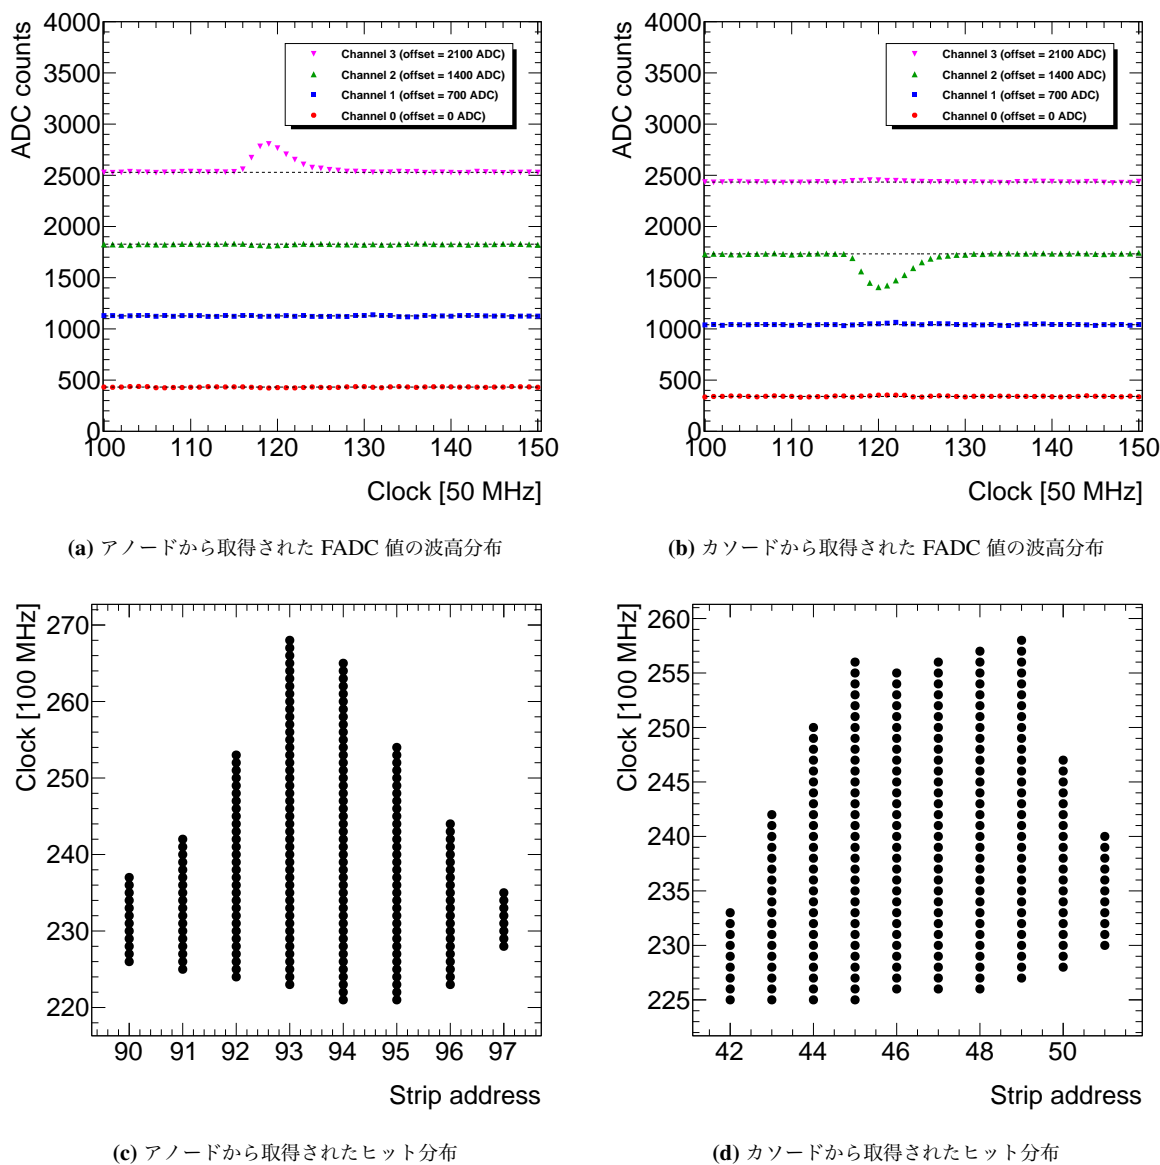 4000
3500
3000
2500
2000
1500
1000
500
0
ADC counts
Channel 3 (offset = 2100 ADC)
Channel 2 (offset = 1400 ADC)
Channel 1 (offset = 700 ADC)
Channel 0 (offset = 0 ADC)
100 110 120 130 140 150
Clock [50 MHz]
(a) アノードから取得された FADC 値の波高分布
4000
3500
3000
2500
2000
1500
1000
500
0
ADC counts
Channel 3 (offset = 2100 ADC)
Channel 2 (offset = 1400 ADC)
Channel 1 (offset = 700 ADC)
Channel 0 (offset = 0 ADC)
100 110 120 130 140 150
Clock [50 MHz]
(b) カソードから取得された FADC 値の波高分布
Clock [100 MHz]
270
260
250
240
230
220
90 91 92 93 94 95 96 97
Strip address
(c) アノードから取得されたヒット分布
Clock [100 MHz]
260
255
250
245
240
235
230
225
42 44 46 48 50
Strip address
(d) カソードから取得されたヒット分布